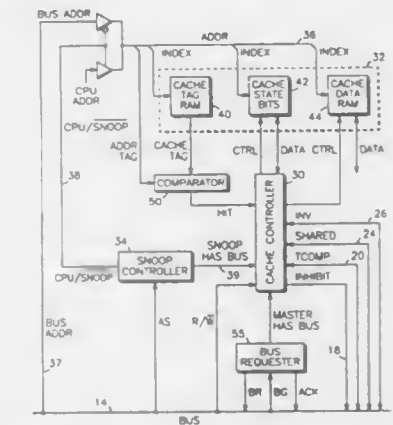 BUS ADDR
ADDR
36
INDEX
INDEX
INDEX
32
CPU
ADDR
CACHE
TAG
RAM
40
42
CACHE
STATE
BITS
CACHE
DATA
RAM
44
CPU/SNOOP
38
ADDR
TAG
CACHE
TAG
CTRL
DATA
CTRL
DATA
30
COMPARATOR
50
HIT
CACHE CONTROLLER
INV
26
SHARED
24
TCOMP
20
INHIBIT
34
SNOOP
CONTROLLER
SNOOP
HAS BUS
39
CPU/SNOOP
BUS
ADDR
37
AS
R/W
MASTER
HAS BUS
18
55
BUS
REQUESTER
BR
BG
ACK
14
BUS